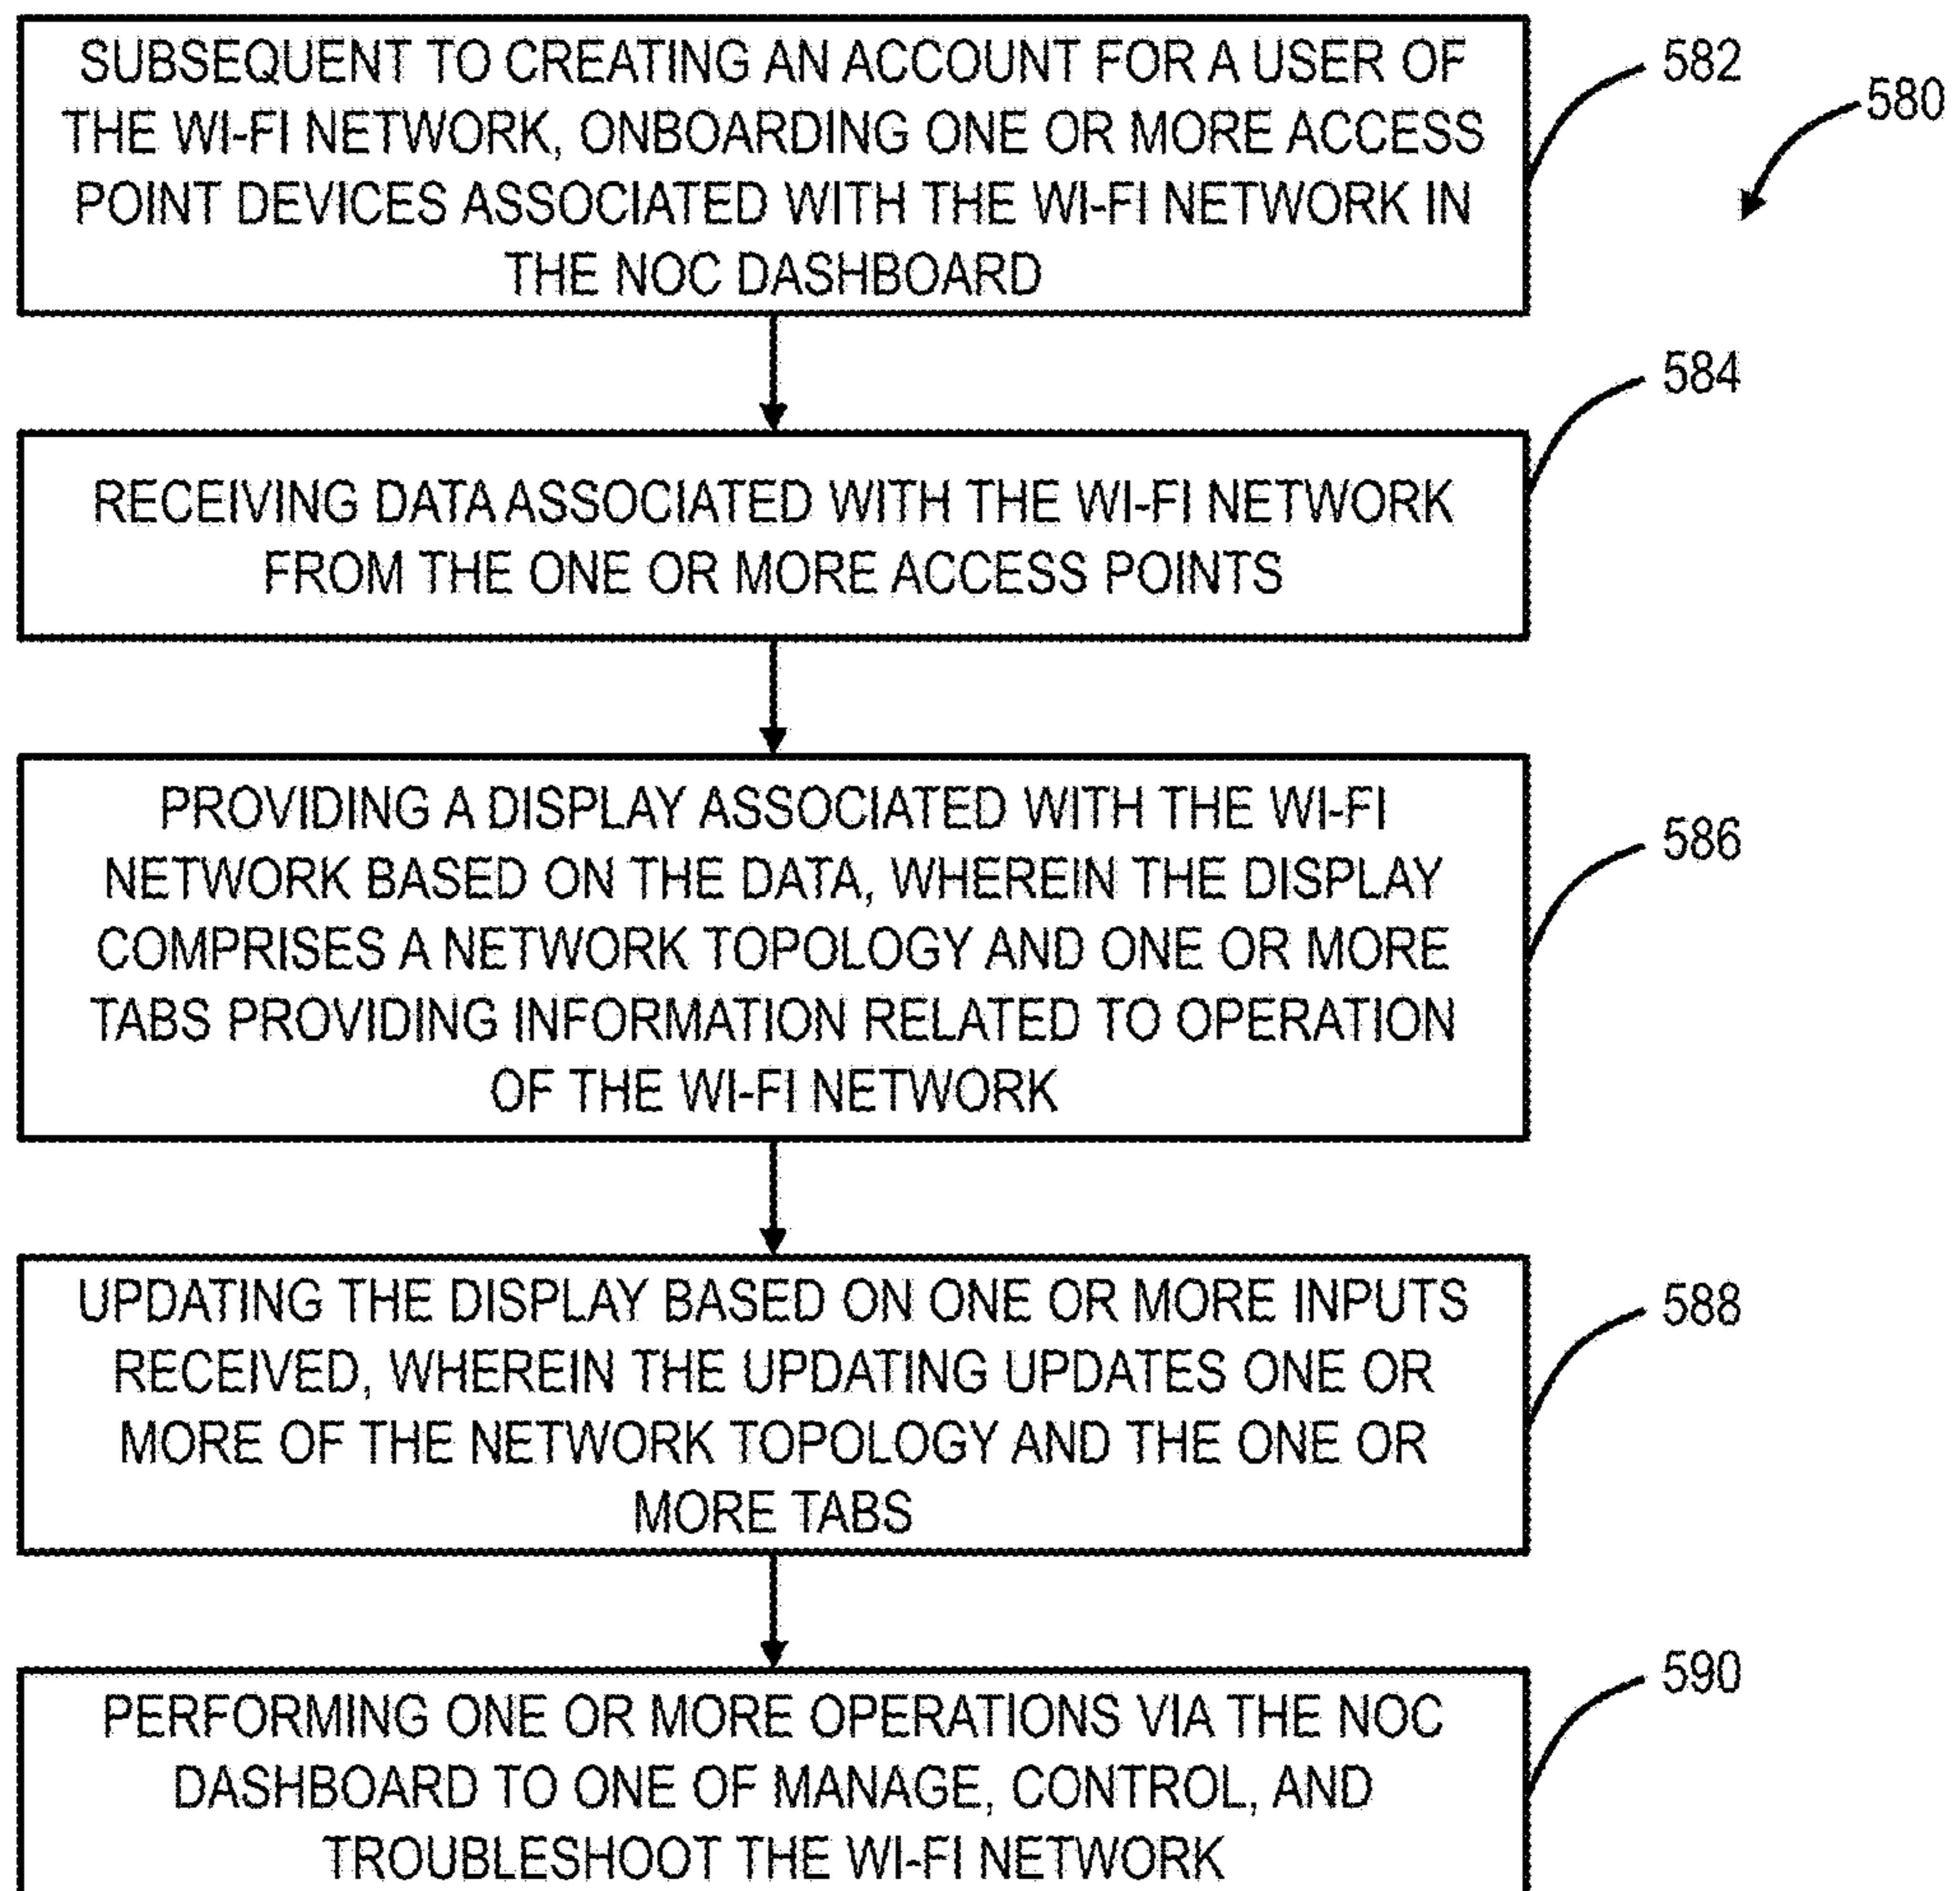 SUBSEQUENT TO CREATING AN ACCOUNT FOR A USER OF
THE WI-FI NETWORK, ONBOARDING ONE OR MORE ACCESS
POINT DEVICES ASSOCIATED WITH THE WI-FI NETWORK IN
THE NOC DASHBOARD
582
580
584
RECEIVING DATA ASSOCIATED WITH THE WI-FI NETWORK
FROM THE ONE OR MORE ACCESS POINTS
PROVIDING A DISPLAY ASSOCIATED WITH THE WI-FI
NETWORK BASED ON THE DATA, WHEREIN THE DISPLAY
COMPRISES A NETWORK TOPOLOGY AND ONE OR MORE
TABS PROVIDING INFORMATION RELATED TO OPERATION
OF THE WI-FI NETWORK
586
UPDATING THE DISPLAY BASED ON ONE OR MORE INPUTS
RECEIVED, WHEREIN THE UPDATING UPDATES ONE OR
MORE OF THE NETWORK TOPOLOGY AND THE ONE OR
MORE TABS
588
PERFORMING ONE OR MORE OPERATIONS VIA THE NOC
DASHBOARD TO ONE OF MANAGE, CONTROL, AND
TROUBLESHOOT THE WI-FI NETWORK
590